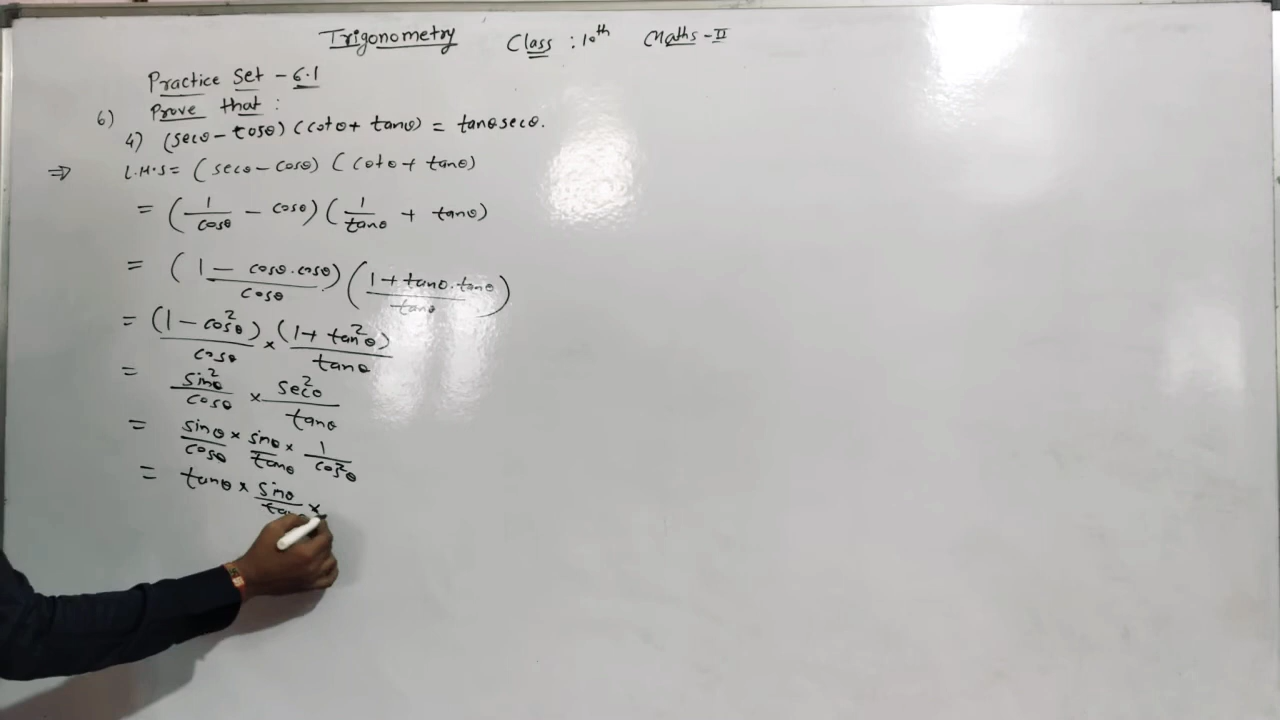 Trigonometry Class : 10th Maths-II
Practice Set - 6.1
6) Prove that :
4) (secθ - cosθ) (cotθ + tanθ) = tanθ secθ.
⇒ L.H.S = (secθ - cosθ) (cotθ + tanθ)
= (1/cosθ - cosθ) (1/tanθ + tanθ)
= (1 - cosθ.cosθ/cosθ) (1 + tanθ.tanθ/tanθ)
= (1 - cos²θ)/cosθ × (1 + tan²θ)/tanθ
= sin²θ/cosθ × sec²θ/tanθ
= sinθ/cosθ × sinθ/tanθ × 1/cos²θ
= tanθ × sinθ/tanθ ×